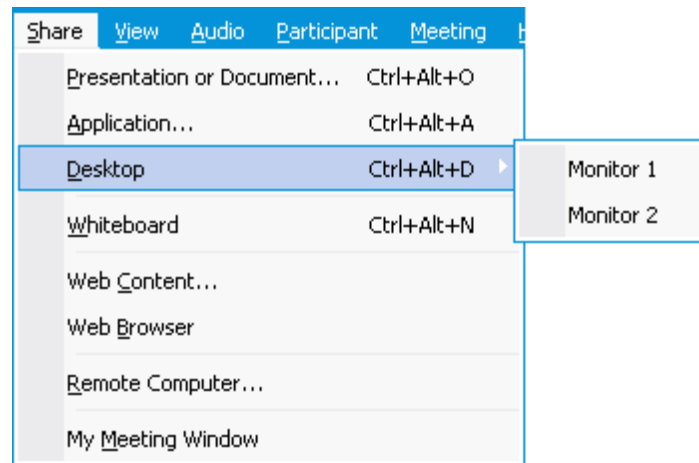 Share View Audio Participant Meeting
Presentation or Document... Ctrl+Alt+O
Application... Ctrl+Alt+A
Desktop Ctrl+Alt+D
Monitor 1
Monitor 2
Whiteboard Ctrl+Alt+N
Web Content...
Web Browser
Remote Computer...
My Meeting Window